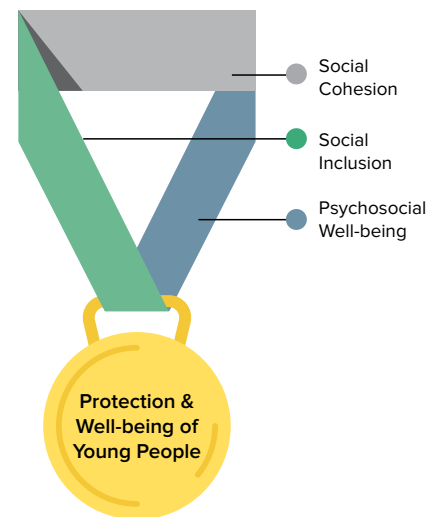 Social
Cohesion
Social
Inclusion
Psychosocial
Well-being
Protection &
Well-being of
Young People